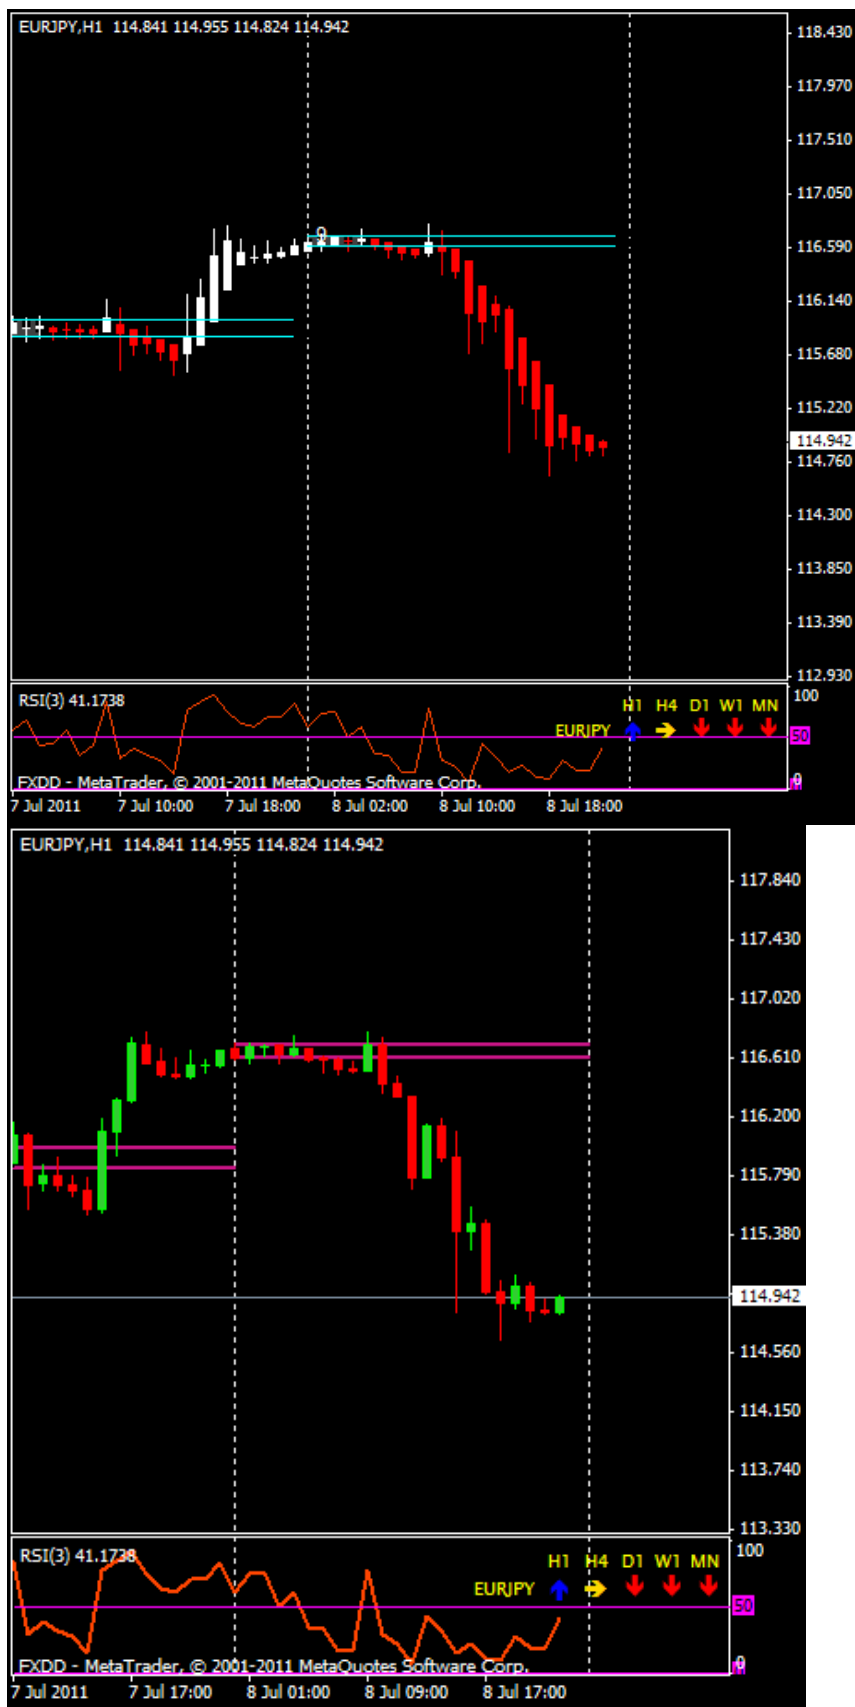 EURJPY,H1 114.841 114.955 114.824 114.942
118.430
117.970
117.510
117.050
116.590
116.140
115.680
115.220
114.942
114.760
114.300
113.850
113.390
112.930
RSI(3) 41.1738
100
H1 H4 D1 W1 MN
EURJPY
50
0
FXDD - MetaTrader, © 2001-2011 MetaQuotes Software Corp.
7 Jul 2011 7 Jul 10:00 7 Jul 18:00 8 Jul 02:00 8 Jul 10:00 8 Jul 18:00
EURJPY,H1 114.841 114.955 114.824 114.942
117.840
117.430
117.020
116.610
116.200
115.790
115.380
114.942
114.560
114.150
113.740
113.330
RSI(3) 41.1738
100
H1 H4 D1 W1 MN
EURJPY
50
0
FXDD - MetaTrader, © 2001-2011 MetaQuotes Software Corp.
7 Jul 2011 7 Jul 17:00 8 Jul 01:00 8 Jul 09:00 8 Jul 17:00